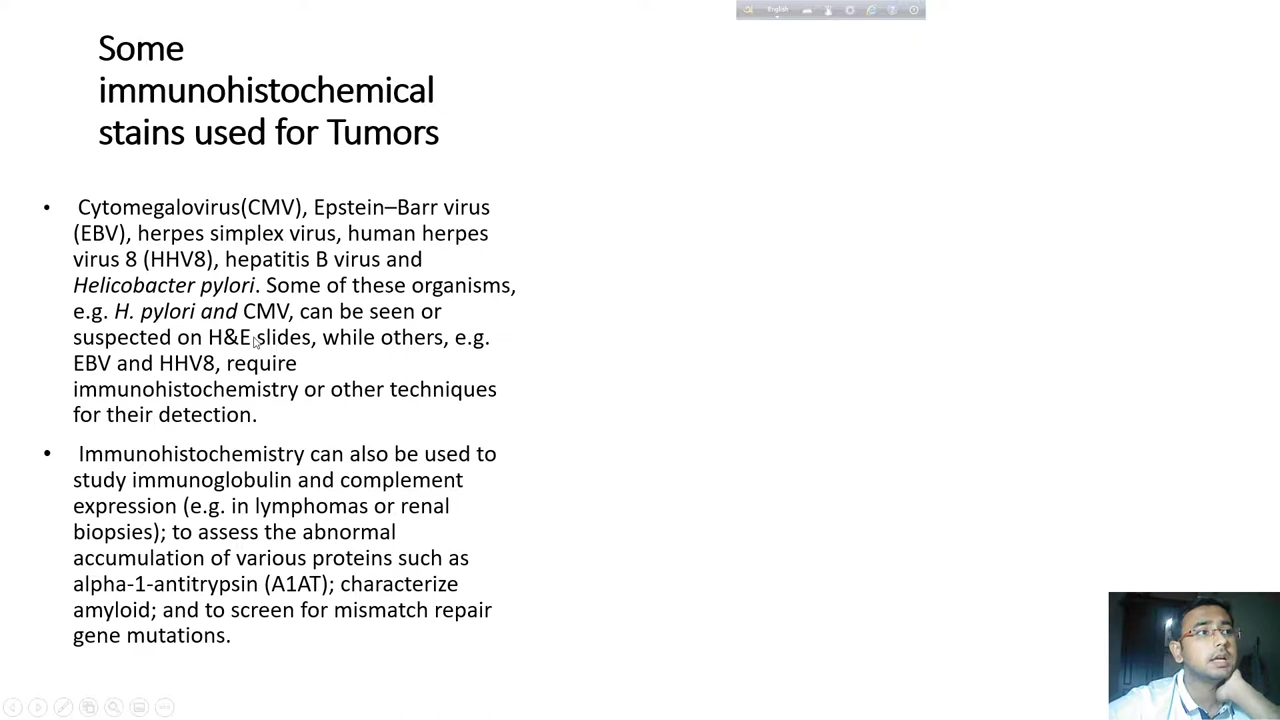 English
Some
immunohistochemical
stains used for Tumors
• Cytomegalovirus(CMV), Epstein–Barr virus
(EBV), herpes simplex virus, human herpes
virus 8 (HHV8), hepatitis B virus and
Helicobacter pylori. Some of these organisms,
e.g. H. pylori and CMV, can be seen or
suspected on H&E slides, while others, e.g.
EBV and HHV8, require
immunohistochemistry or other techniques
for their detection.
• Immunohistochemistry can also be used to
study immunoglobulin and complement
expression (e.g. in lymphomas or renal
biopsies); to assess the abnormal
accumulation of various proteins such as
alpha-1-antitrypsin (A1AT); characterize
amyloid; and to screen for mismatch repair
gene mutations.